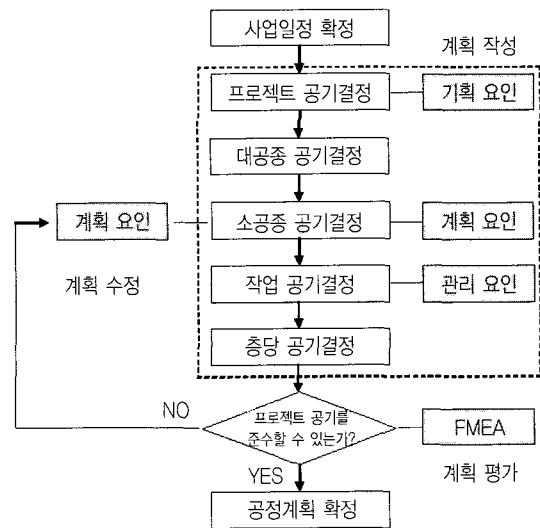 사업일정 확정
계획 작성
프로젝트 공기결정
기획 요인
대공종 공기결정
계획 요인
소공종 공기결정
계획 요인
계획 수정
작업 공기결정
관리 요인
층당 공기결정
NO
프로젝트 공기를
준수할 수 있는가?
FMEA
YES
계획 평가
공정계획 확정